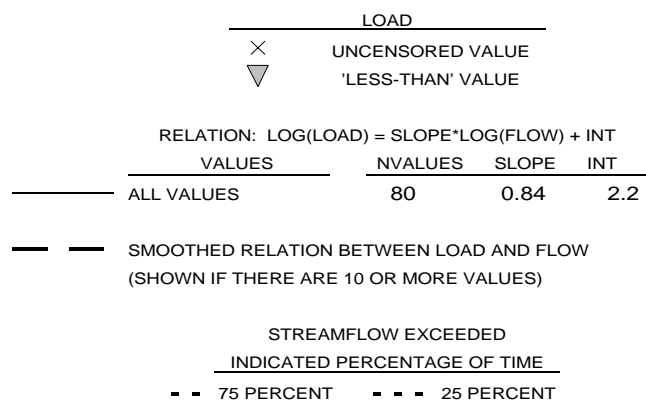 LOAD
UNCENSORED VALUE
'LESS-THAN' VALUE
RELATION: LOG(LOAD) = SLOPE*LOG(FLOW) + INT
VALUES NVALUES SLOPE INT
ALL VALUES 80 0.84 2.2
SMOOTHED RELATION BETWEEN LOAD AND FLOW
(SHOWN IF THERE ARE 10 OR MORE VALUES)
STREAMFLOW EXCEEDED
INDICATED PERCENTAGE OF TIME
75 PERCENT 25 PERCENT